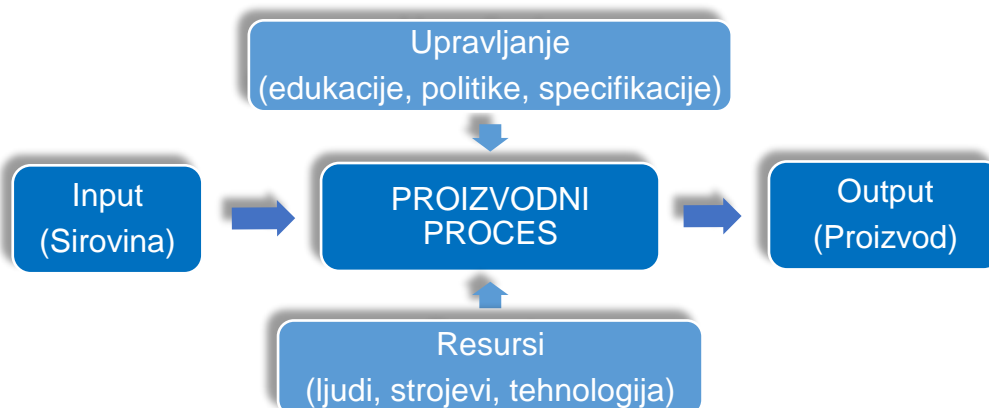 Upravljanje
(edukacije, politike, specifikacije)
Input
(Sirovina)
PROIZVODNI
PROCES
Output
(Proizvod)
Resursi
(ljudi, strojevi, tehnologija)